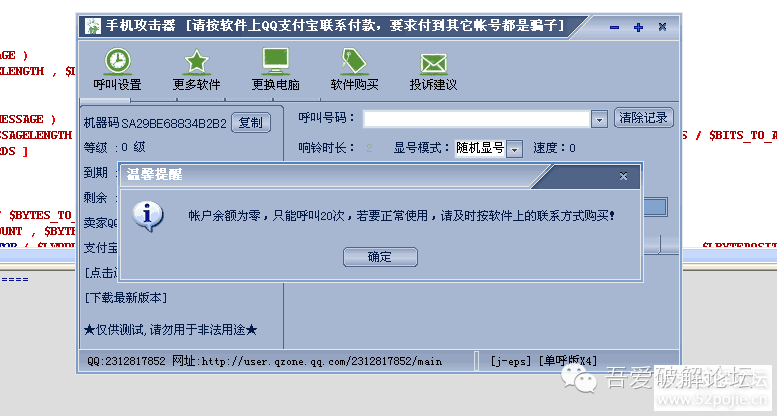 手机攻击器 [请按软件上QQ支付宝联系付款，要求付到其它帐号都是骗子]
AGE )
LENGTH , $
呼叫设置 更多软件 更换电脑 软件购买 投诉建议
MESSAGE )
SSAGELENGTH
RDS ]
S / $BITS_TO_A
机器码 SA29BE68834B2B2 复制
呼叫号码： 清除记录
等级 ：0 级
响铃时长： 2 显号模式：随机显号 速度：0
到期 ：
温馨提醒
剩余 ：
帐户余额为零，只能呼叫20次，若要正常使用，请及时按软件上的联系方式购买!
/ $BYTES_TO_
卖家QQ
OUNT , $BYTE
支付宝
确定
$LBYTEPOSIT
====
[点击
[下载最新版本]
★仅供测试,请勿用于非法用途★
QQ:2312817852 网址:http://user.qzone.qq.com/2312817852/main
[j-eps] [单呼版X4]
吾爱破解论坛
www.52pojie.cn